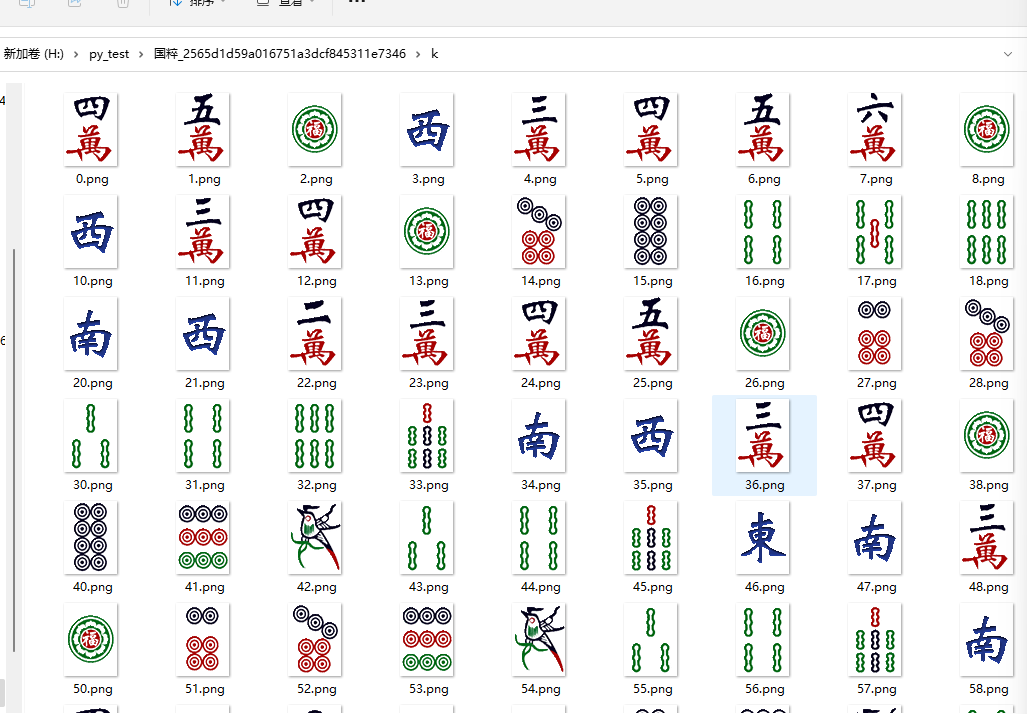 排序 查看 ...
新加卷 (H:) › py_test › 国粹_2565d1d59a016751a3dcf845311e7346 › k
4
四萬 五萬 福 西 三萬 四萬 五萬 六萬 福
0.png 1.png 2.png 3.png 4.png 5.png 6.png 7.png 8.png
西 三萬 四萬 福
10.png 11.png 12.png 13.png 14.png 15.png 16.png 17.png 18.png
南 西 二萬 三萬 四萬 五萬 福
6
20.png 21.png 22.png 23.png 24.png 25.png 26.png 27.png 28.png
南 西 三萬 四萬 福
30.png 31.png 32.png 33.png 34.png 35.png 36.png 37.png 38.png
東 南 三萬
40.png 41.png 42.png 43.png 44.png 45.png 46.png 47.png 48.png
福 南
50.png 51.png 52.png 53.png 54.png 55.png 56.png 57.png 58.png